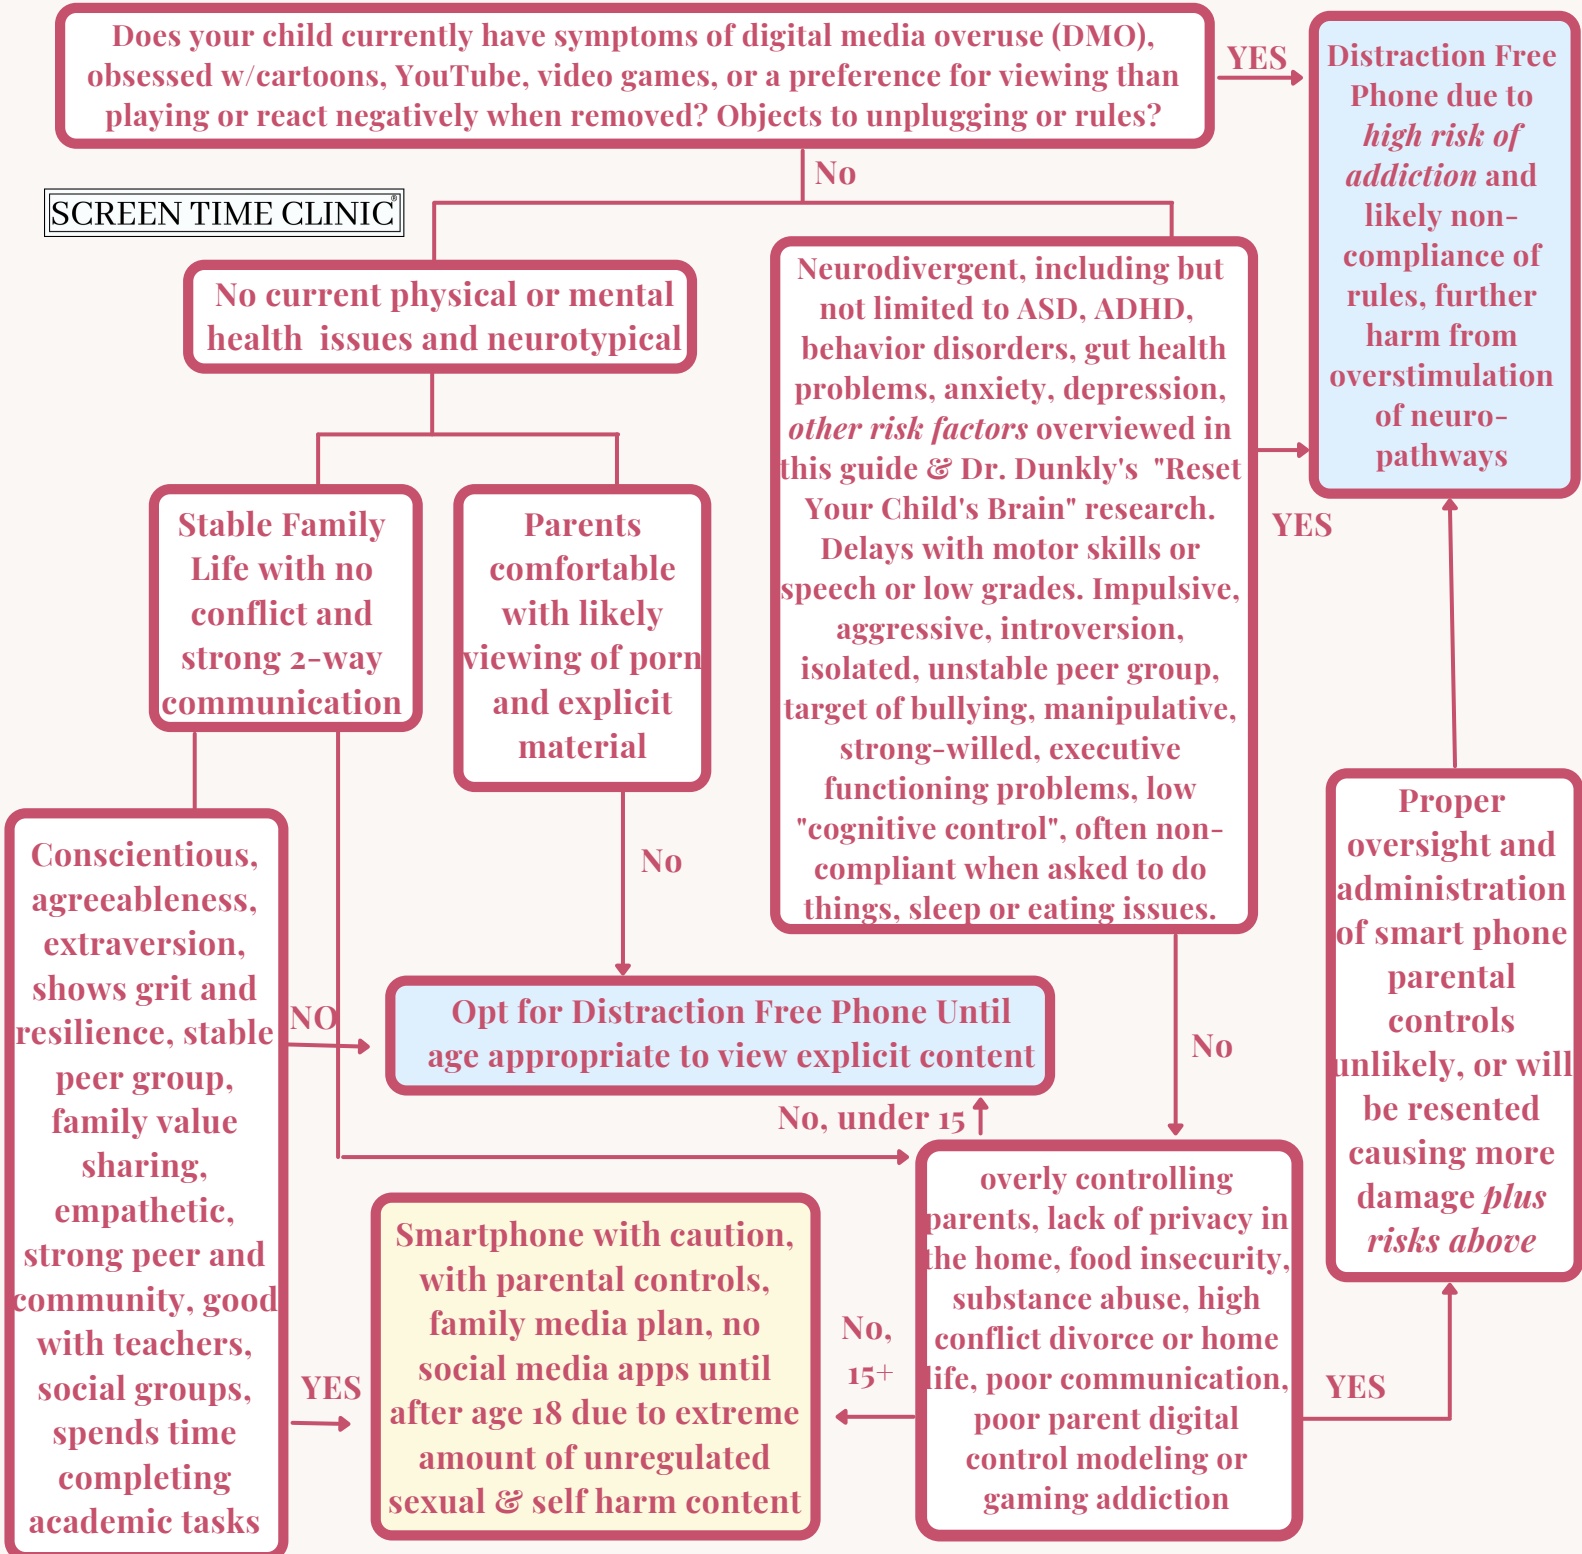 Does your child currently have symptoms of digital media overuse (DMO),
obsessed w/cartoons, YouTube, video games, or a preference for viewing than
playing or react negatively when removed? Objects to unplugging or rules?
YES
Distraction Free
Phone due to
high risk of
addiction and
likely non-
compliance of
rules, further
harm from
overstimulation
of neuro-
pathways
No
SCREEN TIME CLINIC®
No current physical or mental
health issues and neurotypical
Neurodivergent, including but
not limited to ASD, ADHD,
behavior disorders, gut health
problems, anxiety, depression,
other risk factors overviewed in
this guide & Dr. Dunkly's "Reset
Your Child's Brain" research.
Delays with motor skills or
speech or low grades. Impulsive,
aggressive, introversion,
isolated, unstable peer group,
target of bullying, manipulative,
strong-willed, executive
functioning problems, low
"cognitive control", often non-
compliant when asked to do
things, sleep or eating issues.
YES
Stable Family
Life with no
conflict and
strong 2-way
communication
Parents
comfortable
with likely
viewing of porn
and explicit
material
No
Conscientious,
agreeableness,
extraversion,
shows grit and
resilience, stable
peer group,
family value
sharing,
empathetic,
strong peer and
community, good
with teachers,
social groups,
spends time
completing
academic tasks
NO
Opt for Distraction Free Phone Until
age appropriate to view explicit content
No
No, under 15
Proper
oversight and
administration
of smart phone
parental
controls
unlikely, or will
be resented
causing more
damage plus
risks above
Smartphone with caution,
with parental controls,
family media plan, no
social media apps until
after age 18 due to extreme
amount of unregulated
sexual & self harm content
YES
No,
15+
overly controlling
parents, lack of privacy in
the home, food insecurity,
substance abuse, high
conflict divorce or home
life, poor communication,
poor parent digital
control modeling or
gaming addiction
YES